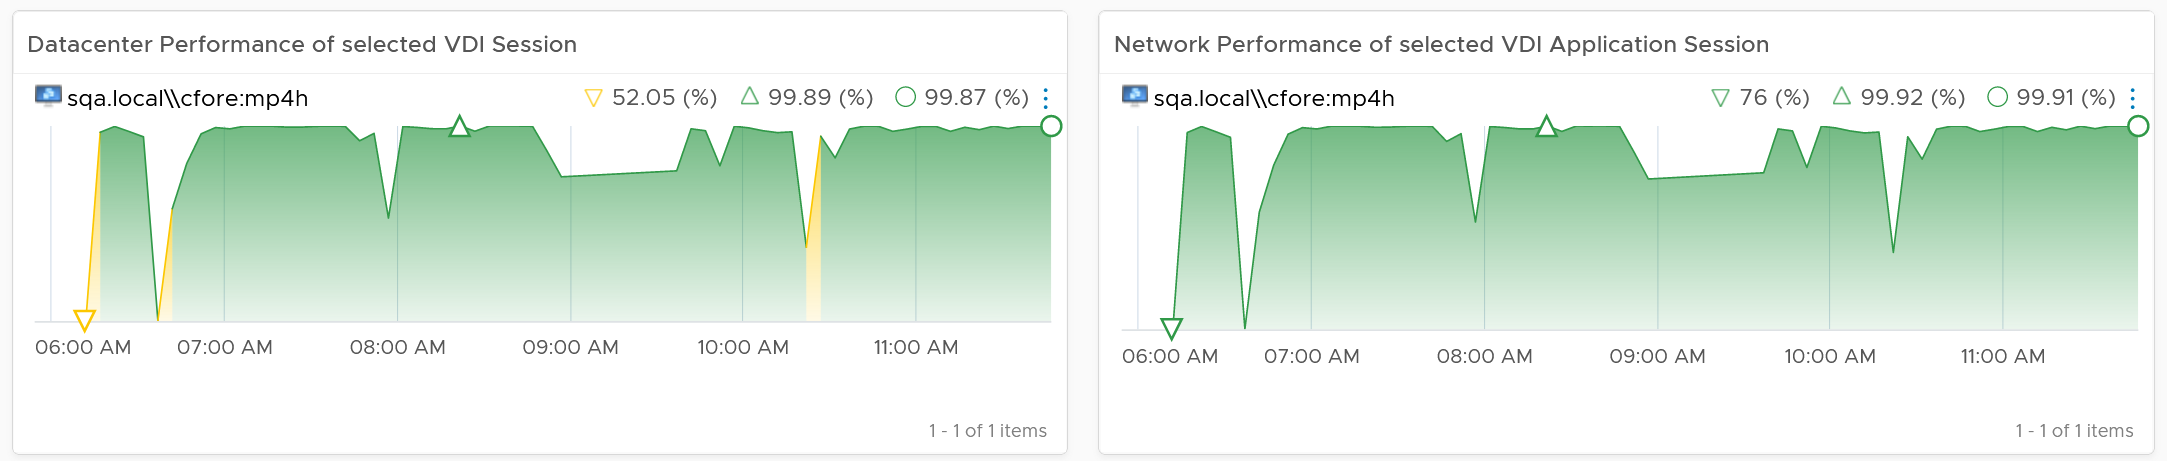 Datacenter Performance of selected VDI Session
sqa.local\\cfore:mp4h
52.05 (%) 99.89 (%) 99.87 (%)
06:00 AM 07:00 AM 08:00 AM 09:00 AM 10:00 AM 11:00 AM
1 - 1 of 1 items
Network Performance of selected VDI Application Session
sqa.local\\cfore:mp4h
76 (%) 99.92 (%) 99.91 (%)
06:00 AM 07:00 AM 08:00 AM 09:00 AM 10:00 AM 11:00 AM
1 - 1 of 1 items